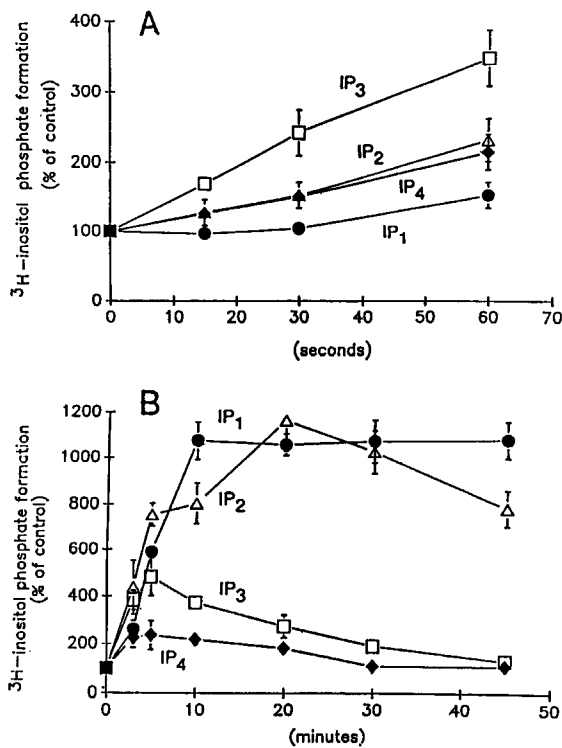 A
³H-inositol phosphate formation
(% of control)
400
300
200
100
0
IP₃
IP₂
IP₄
IP₁
0 10 20 30 40 50 60 70
(seconds)
B
³H-inositol phosphate formation
(% of control)
1200
1000
800
600
400
200
0
IP₁
IP₂
IP₃
IP₄
0 10 20 30 40 50
(minutes)